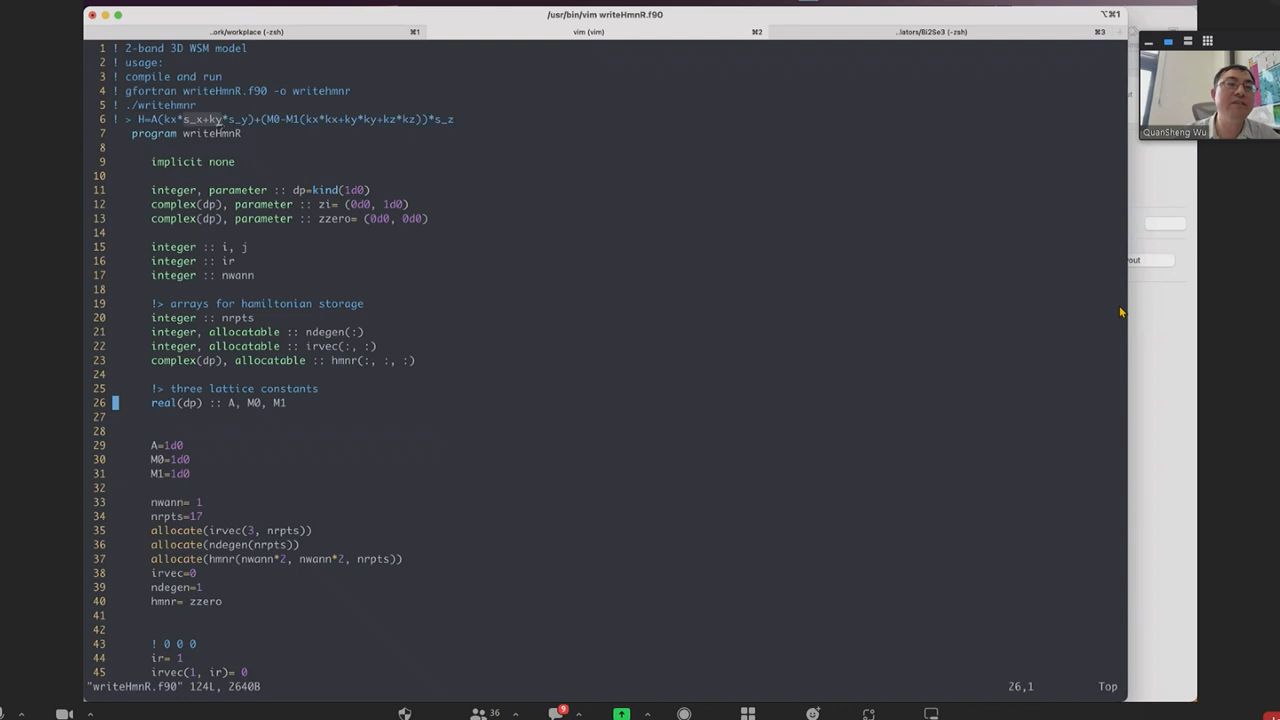 /usr/bin/vim writeHmnR.f90
⌥⌘1
..ork/workplace (-zsh) ⌘1
vim (vim) ⌘2
..lators/Bi2Se3 (-zsh) ⌘3
1 ! 2-band 3D WSM model
2 ! usage:
3 ! compile and run
4 ! gfortran writeHmnR.f90 -o writehmnr
5 ! ./writehmnr
6 ! > H=A(kx*s_x+ky*s_y)+(M0-M1(kx*kx+ky*ky+kz*kz))*s_z
7 program writeHmnR
8
9 implicit none
10
11 integer, parameter :: dp=kind(1d0)
12 complex(dp), parameter :: zi= (0d0, 1d0)
13 complex(dp), parameter :: zzero= (0d0, 0d0)
14
15 integer :: i, j
16 integer :: ir
17 integer :: nwann
18
19 !> arrays for hamiltonian storage
20 integer :: nrpts
21 integer, allocatable :: ndegen(:)
22 integer, allocatable :: irvec(:, :)
23 complex(dp), allocatable :: hmnr(:, :, :)
24
25 !> three lattice constants
26 real(dp) :: A, M0, M1
27
28
29 A=1d0
30 M0=1d0
31 M1=1d0
32
33 nwann= 1
34 nrpts=17
35 allocate(irvec(3, nrpts))
36 allocate(ndegen(nrpts))
37 allocate(hmnr(nwann*2, nwann*2, nrpts))
38 irvec=0
39 ndegen=1
40 hmnr= zzero
41
42
43 ! 0 0 0
44 ir= 1
45 irvec(1, ir)= 0
"writeHmnR.f90" 124L, 2640B 26,1 Top
QuanSheng Wu
out
36
9